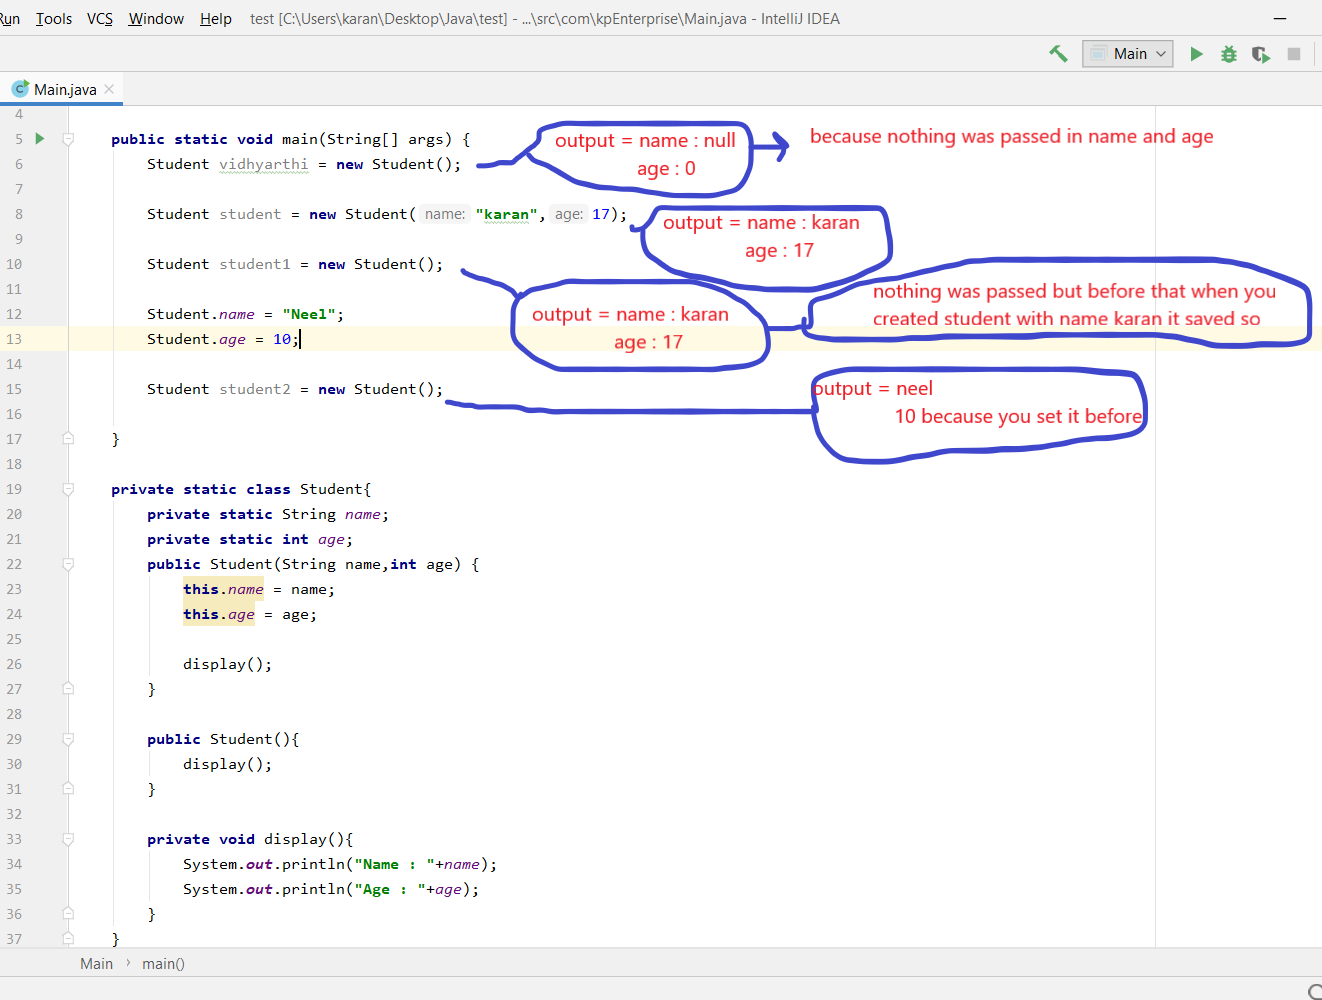 Run Tools VCS Window Help test [C:\Users\karan\Desktop\Java\test] - ...\src\com\kpEnterprise\Main.java - IntelliJ IDEA
Main
Main.java
4
5 public static void main(String[] args) {
output = name : null
because nothing was passed in name and age
6 Student vidhyarthi = new Student();
age : 0
7
8 Student student = new Student( name: "karan", age: 17);
output = name : karan
9
age : 17
10 Student student1 = new Student();
11
nothing was passed but before that when you
12 Student.name = "Neel";
output = name : karan
created student with name karan it saved so
13 Student.age = 10;
age : 17
14
15 Student student2 = new Student();
output = neel
16
10 because you set it before
17 }
18
19 private static class Student{
20 private static String name;
21 private static int age;
22 public Student(String name,int age) {
23 this.name = name;
24 this.age = age;
25
26 display();
27 }
28
29 public Student(){
30 display();
31 }
32
33 private void display(){
34 System.out.println("Name : "+name);
35 System.out.println("Age : "+age);
36 }
37 }
Main › main()